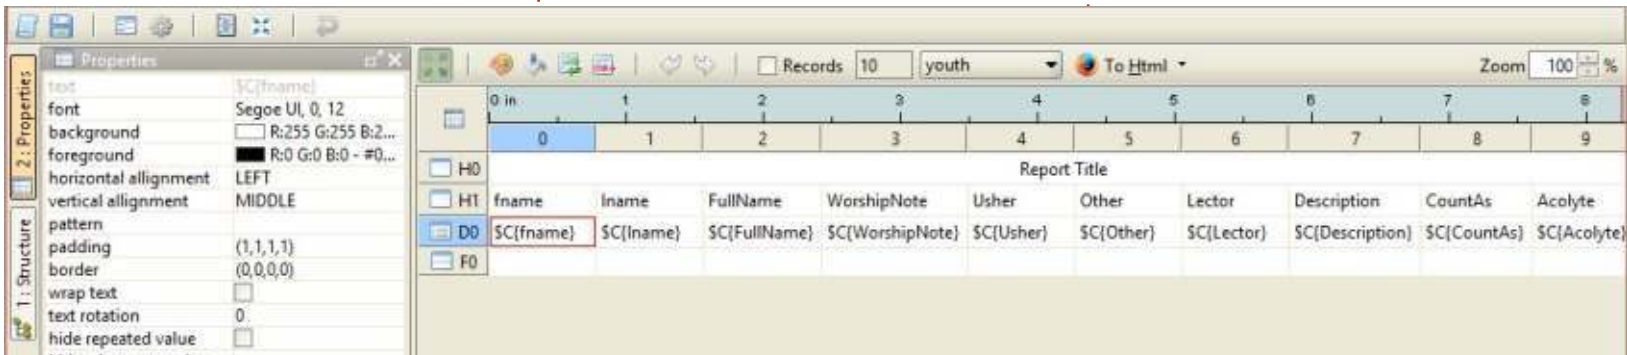 Properties
Records 10 youth To Html Zoom 100 %
2 : Properties
1 : Structure
text $C{fname}
font Segoe UI, 0, 12
background R:255 G:255 B:2...
foreground R:0 G:0 B:0 - #0...
horizontal allignment LEFT
vertical allignment MIDDLE
pattern
padding (1,1,1,1)
border (0,0,0,0)
wrap text
text rotation 0
hide repeated value
0 in 1 2 3 4 5 6 7 8
0 1 2 3 4 5 6 7 8 9
H0 Report Title
H1 fname lname FullName WorshipNote Usher Other Lector Description CountAs Acolyte
D0 $C{fname} $C{lname} $C{FullName} $C{WorshipNote} $C{Usher} $C{Other} $C{Lector} $C{Description} $C{CountAs} $C{Acolyte}
F0